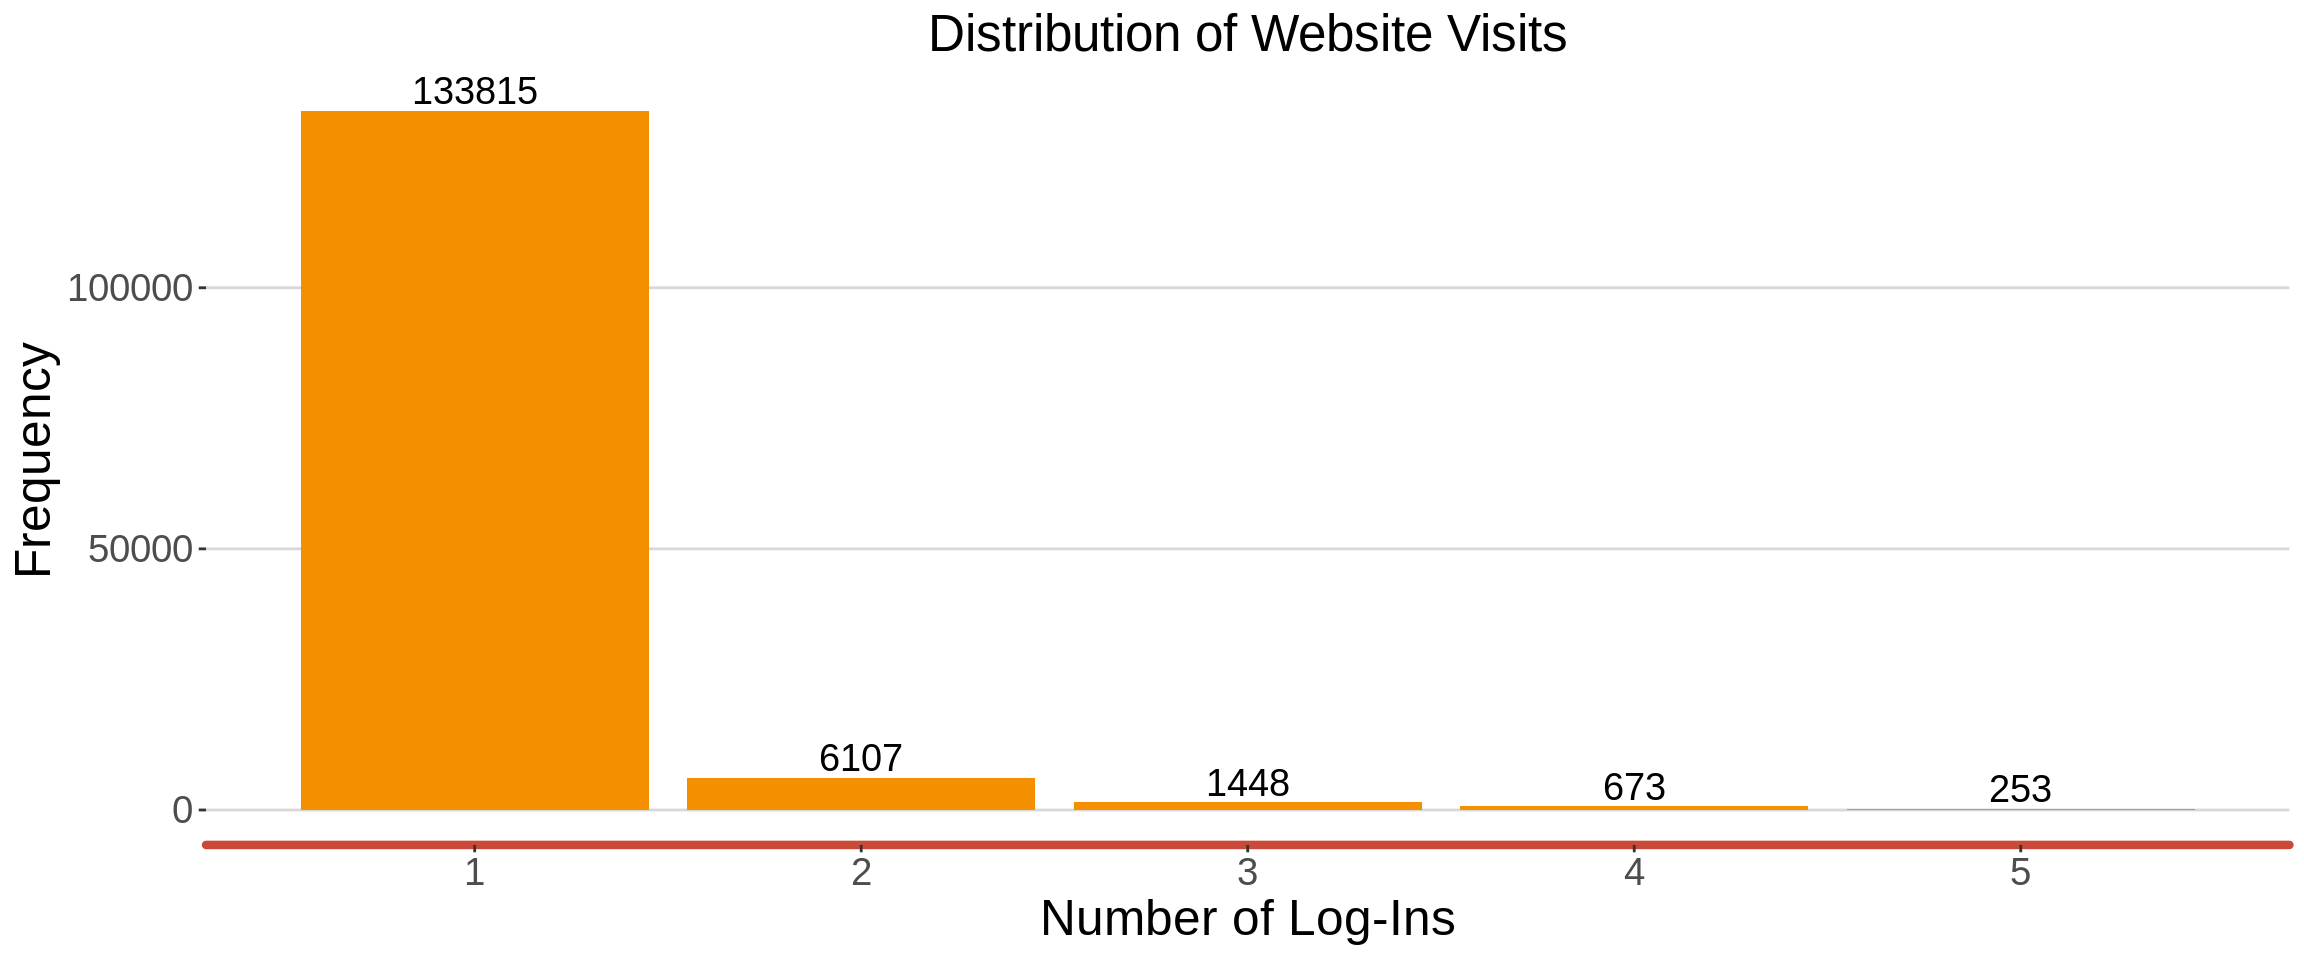 Distribution of Website Visits
133815
6107
1448
673
253
100000
50000
0
Frequency
1 2 3 4 5
Number of Log-Ins